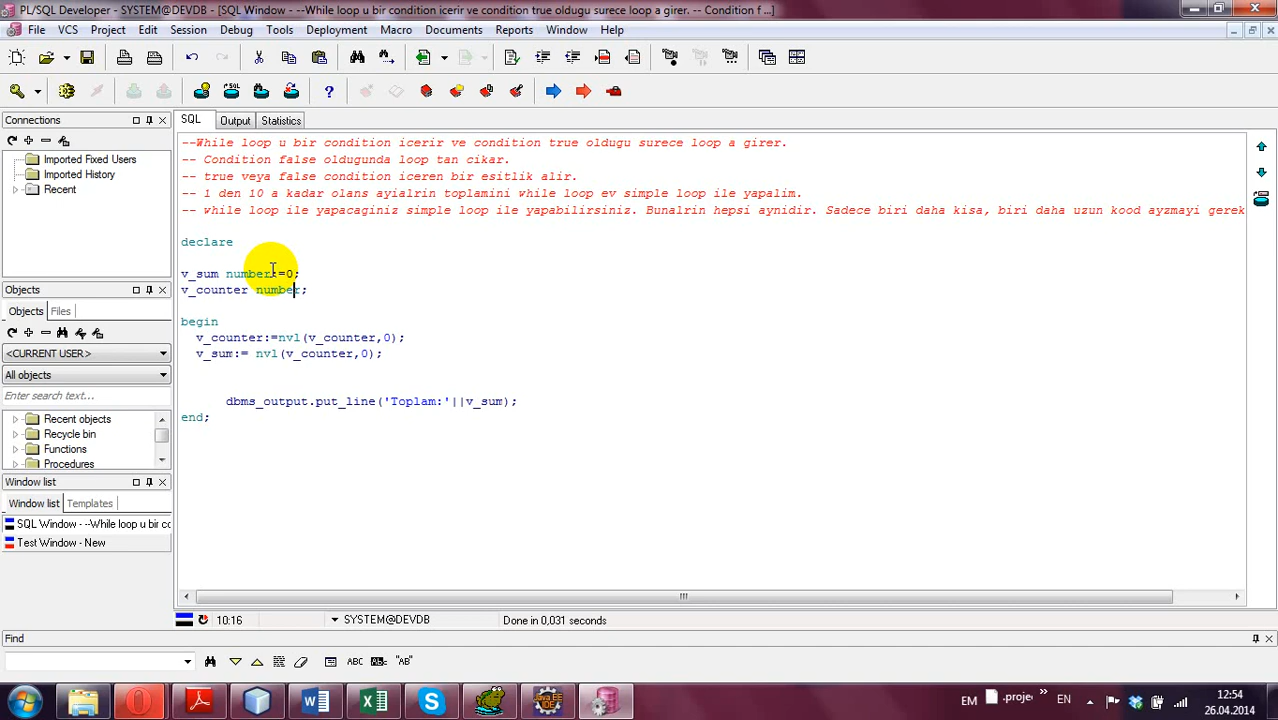 PL/SQL Developer - SYSTEM@DEVDB - [SQL Window - --While loop u bir condition icerir ve condition true oldugu surece loop a girer. -- Condition f ...]
File VCS Project Edit Session Debug Tools Deployment Macro Documents Reports Window Help
Connections
Imported Fixed Users
Imported History
Recent
Objects
Objects Files
<CURRENT USER>
All objects
Enter search text...
Recent objects
Recycle bin
Functions
Procedures
Window list
Window list Templates
SQL Window - --While loop u bir co
Test Window - New
SQL Output Statistics
--While loop u bir condition icerir ve condition true oldugu surece loop a girer.
-- Condition false oldugunda loop tan cikar.
-- true veya false condition iceren bir esitlik alir.
-- 1 den 10 a kadar olans ayialrin toplamini while loop ev simple loop ile yapalim.
-- while loop ile yapacaginiz simple loop ile yapabilirsiniz. Bunalrin hepsi aynidir. Sadece biri daha kisa, biri daha uzun kood ayzmayi gerek
declare
v_sum number:=0;
v_counter number;
begin
v_counter:=nvl(v_counter,0);
v_sum:= nvl(v_counter,0);
dbms_output.put_line('Toplam:'||v_sum);
end;
10:16 SYSTEM@DEVDB Done in 0,031 seconds
Find
ABC "AB"
EM .projec EN 12:54
26.04.2014